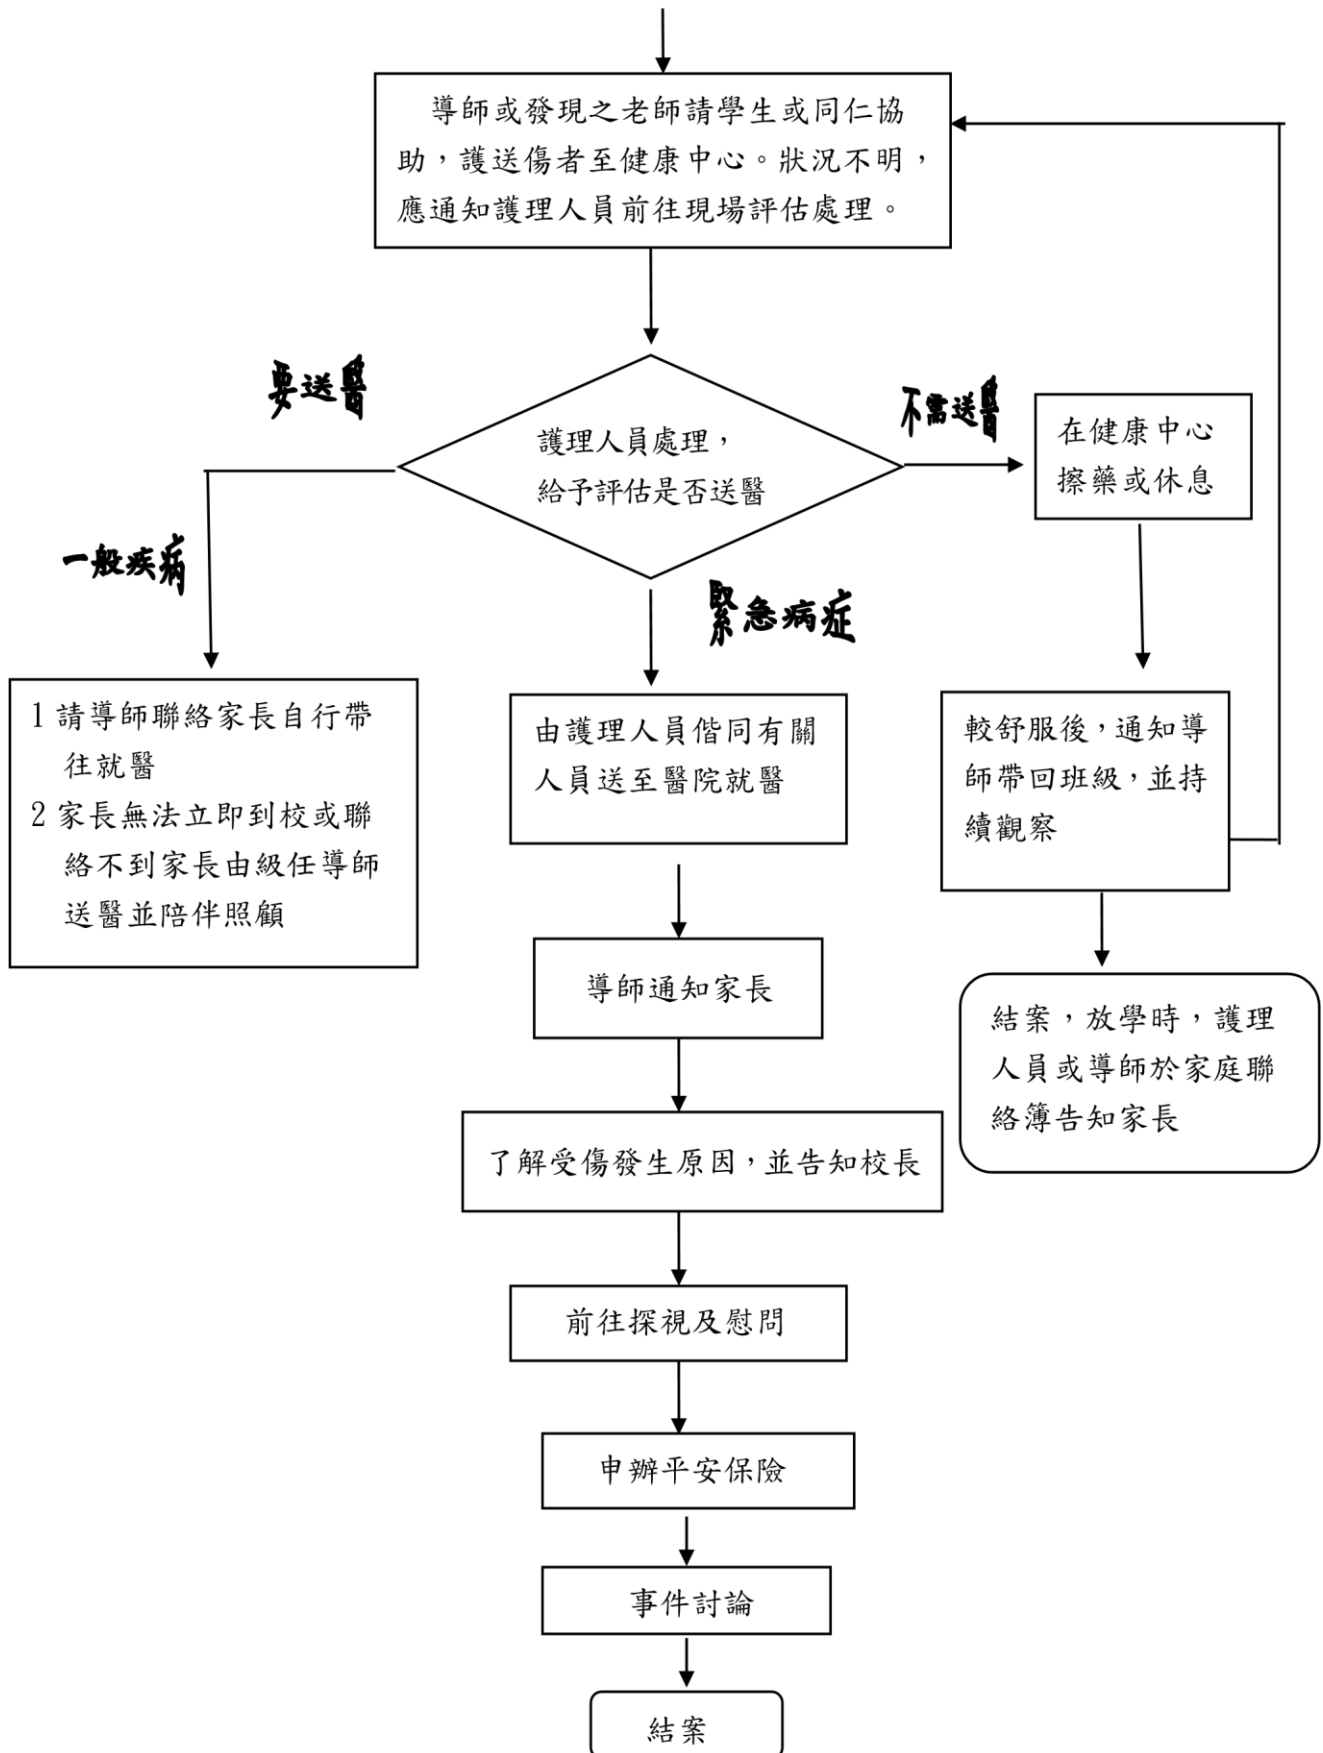 導師或發現之老師請學生或同仁協
助，護送傷者至健康中心。狀況不明，
應通知護理人員前往現場評估處理。
要送醫
不需送醫
護理人員處理，
給予評估是否送醫
在健康中心
擦藥或休息
一般疾病
緊急病症
1 請導師聯絡家長自行帶
往就醫
2 家長無法立即到校或聯
絡不到家長由級任導師
送醫並陪伴照顧
由護理人員偕同有關
人員送至醫院就醫
較舒服後，通知導
師帶回班級，並持
續觀察
導師通知家長
結案，放學時，護理
人員或導師於家庭聯
絡簿告知家長
了解受傷發生原因，並告知校長
前往探視及慰問
申辦平安保險
事件討論
結案